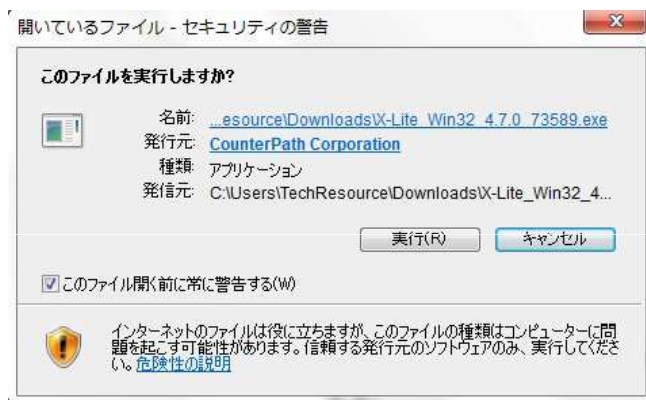 開いているファイル - セキュリティの警告
このファイルを実行しますか?
名前: ...esource\Downloads\X-Lite_Win32_4.7.0_73589.exe
発行元: CounterPath Corporation
種類: アプリケーション
発信元: C:\Users\TechResource\Downloads\X-Lite_Win32_4...
実行(R) キャンセル
このファイル開く前に常に警告する(W)
インターネットのファイルは役に立ちますが、このファイルの種類はコンピューターに問
題を起こす可能性があります。信頼する発行元のソフトウェアのみ、実行してくださ
い。危険性の説明